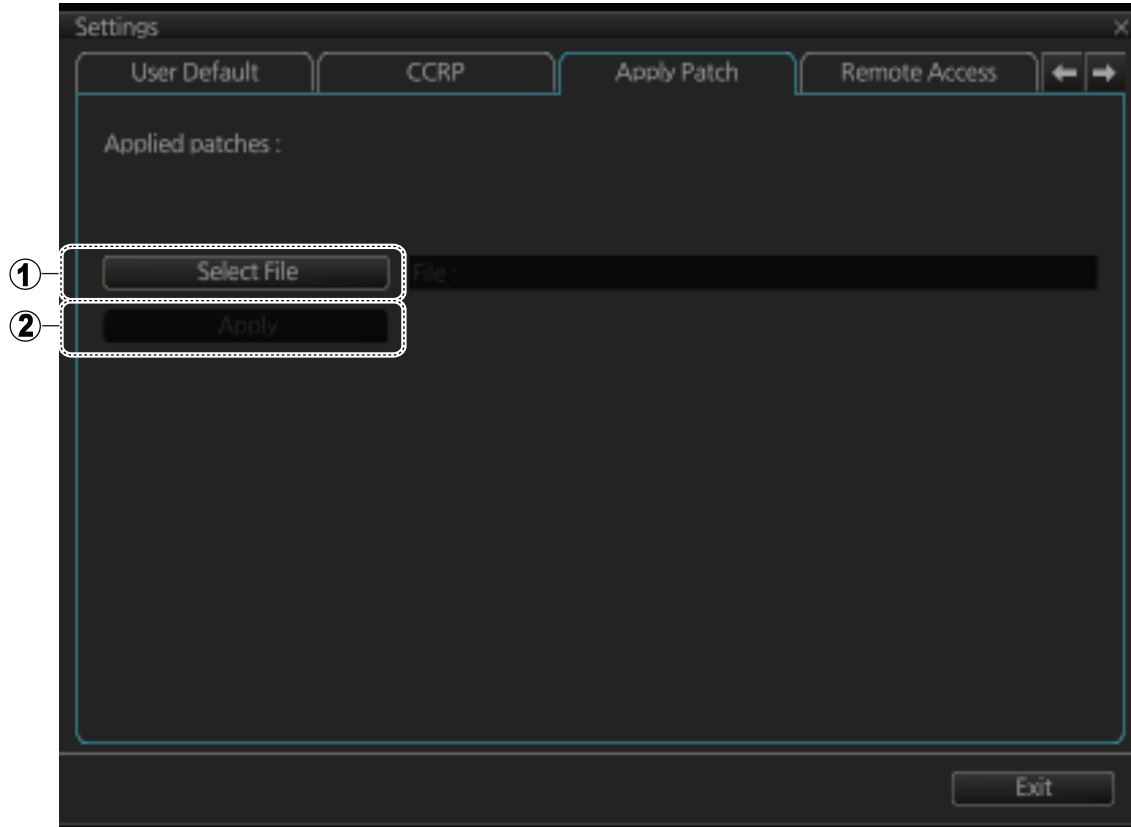 Settings
User Default CCRP Apply Patch Remote Access
Applied patches :
1 Select File File :
2 Apply
Exit